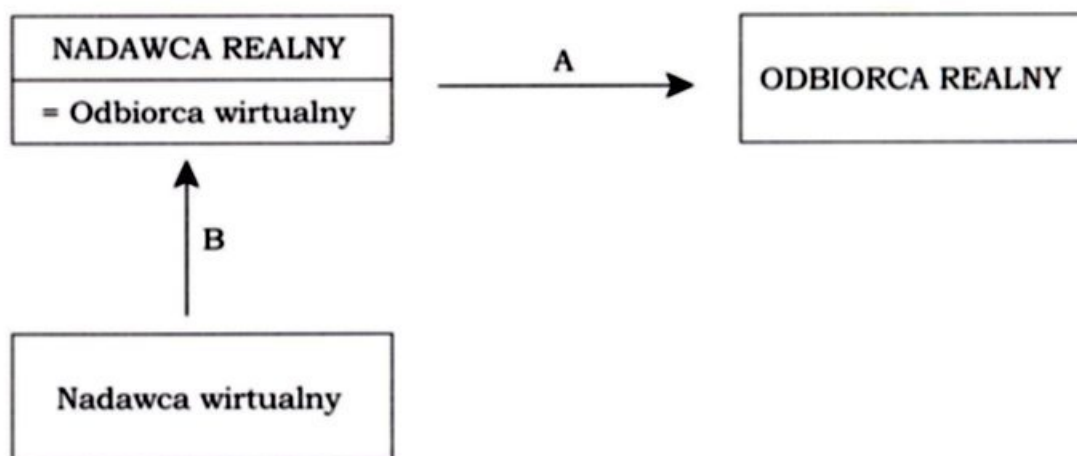 NADAWCA REALNY
= Odbiorca wirtualny
A
ODBIORCA REALNY
B
Nadawca wirtualny